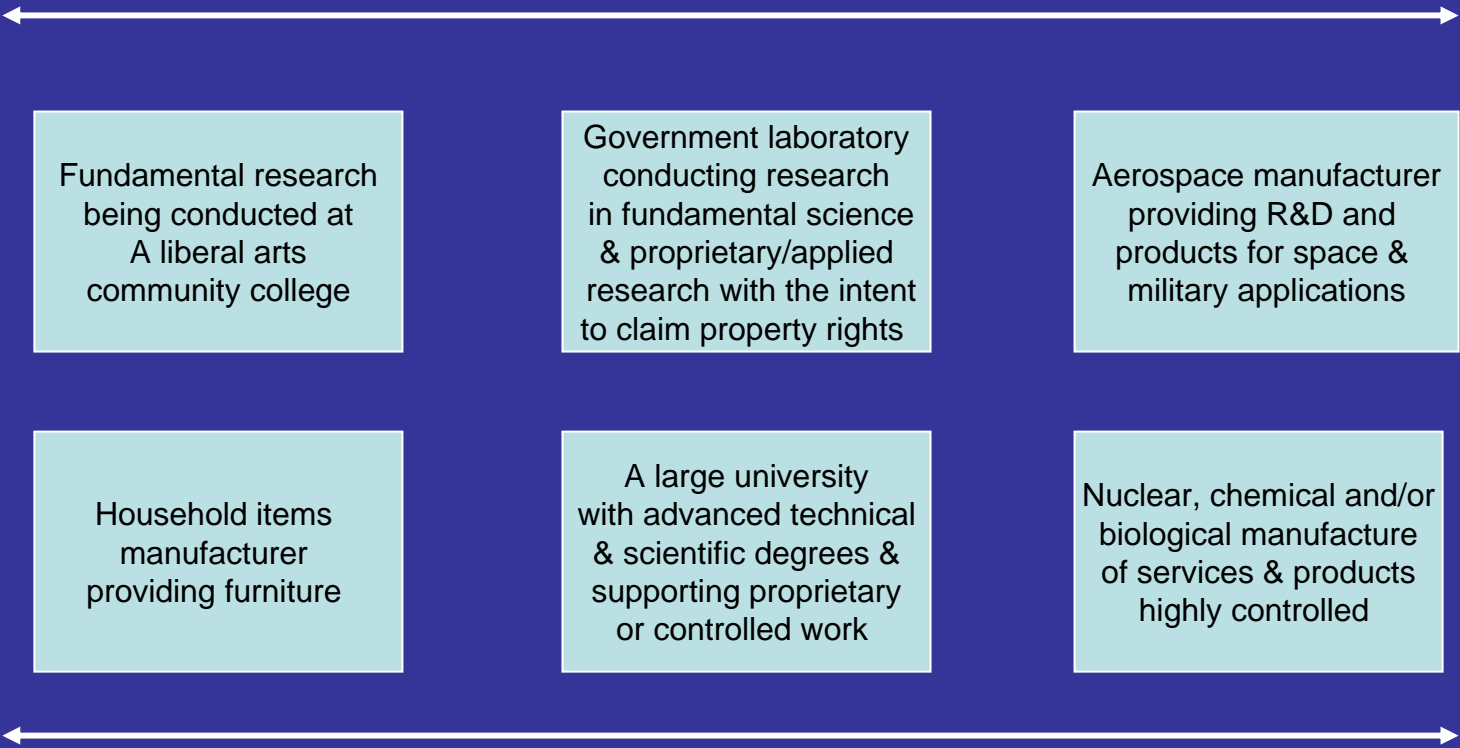 Fundamental research
being conducted at
A liberal arts
community college
Government laboratory
conducting research
in fundamental science
& proprietary/applied
research with the intent
to claim property rights
Aerospace manufacturer
providing R&D and
products for space &
military applications
Household items
manufacturer
providing furniture
A large university
with advanced technical
& scientific degrees &
supporting proprietary
or controlled work
Nuclear, chemical and/or
biological manufacture
of services & products
highly controlled